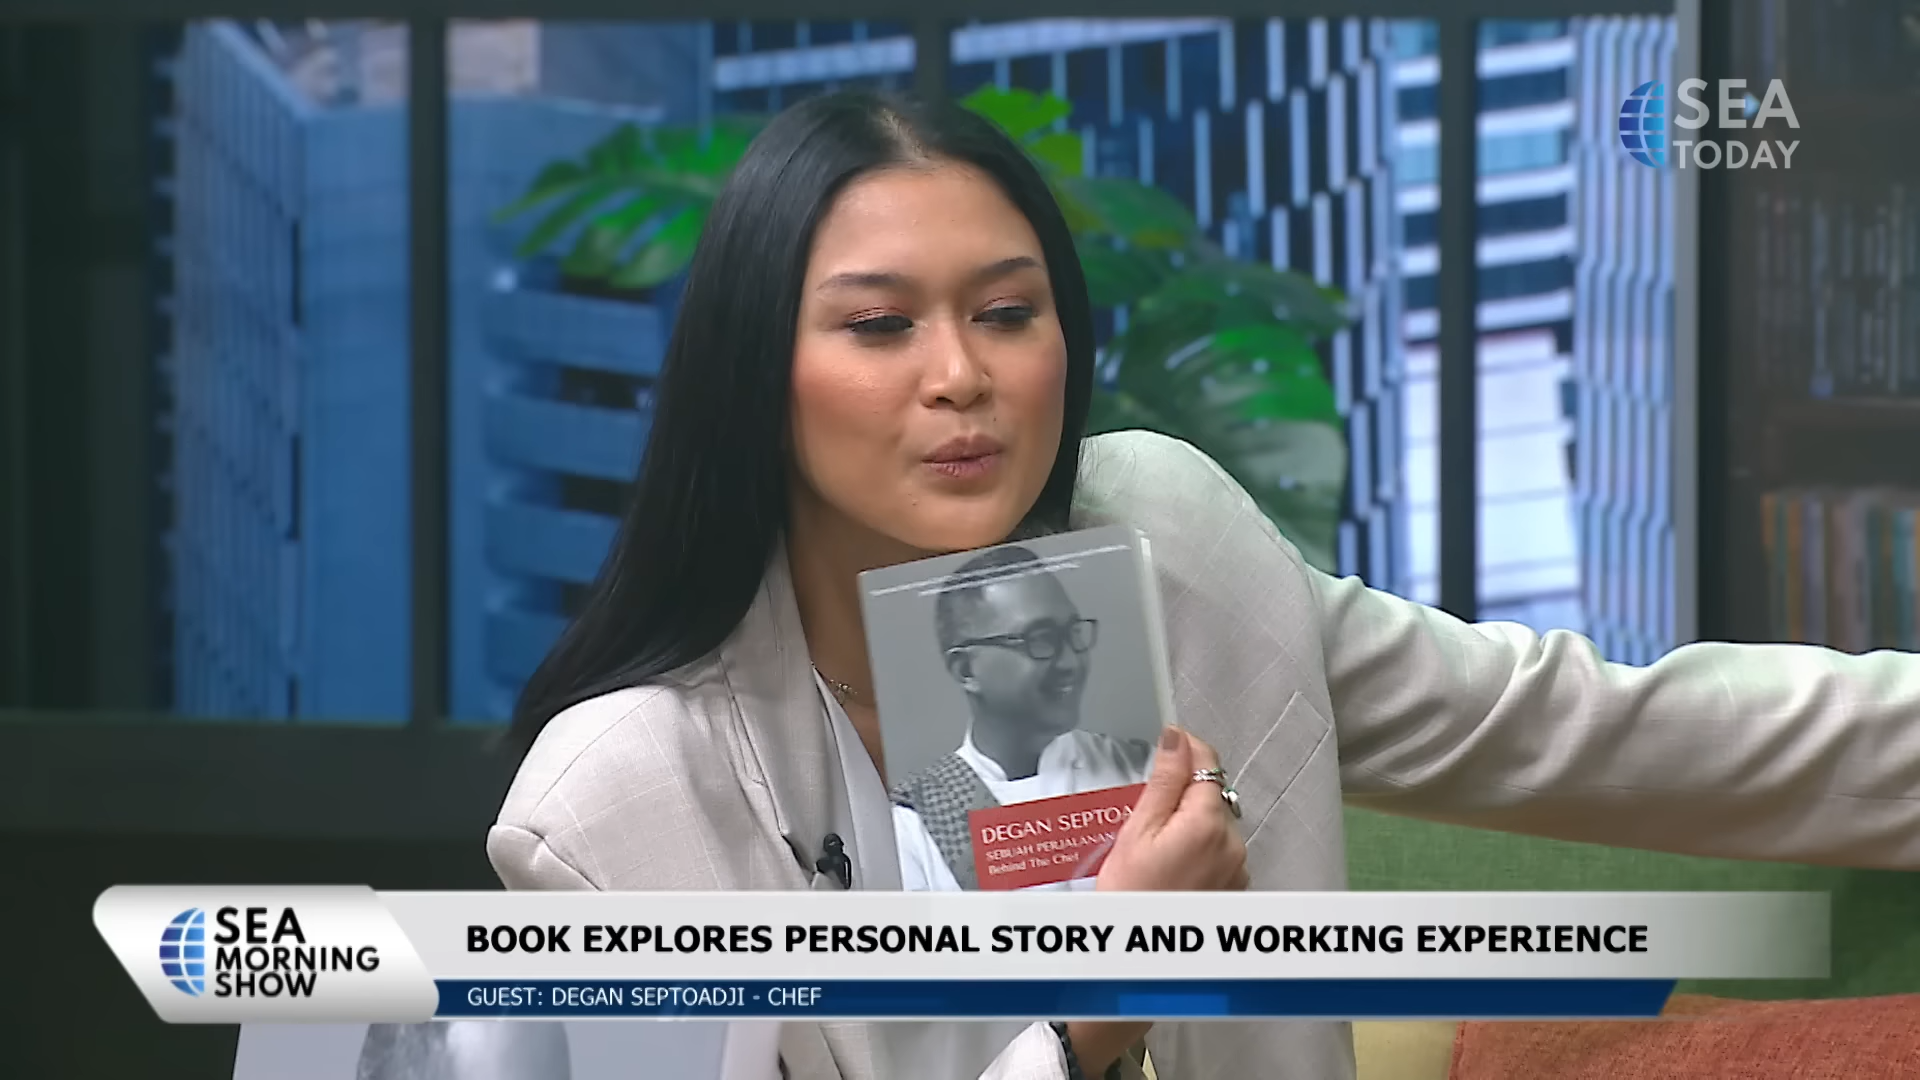 SEA
TODAY
DEGAN SEPTOA
SEBUAH PERJALANAN
Behind The Chef
SEA
MORNING
SHOW
BOOK EXPLORES PERSONAL STORY AND WORKING EXPERIENCE
GUEST: DEGAN SEPTOADJI - CHEF